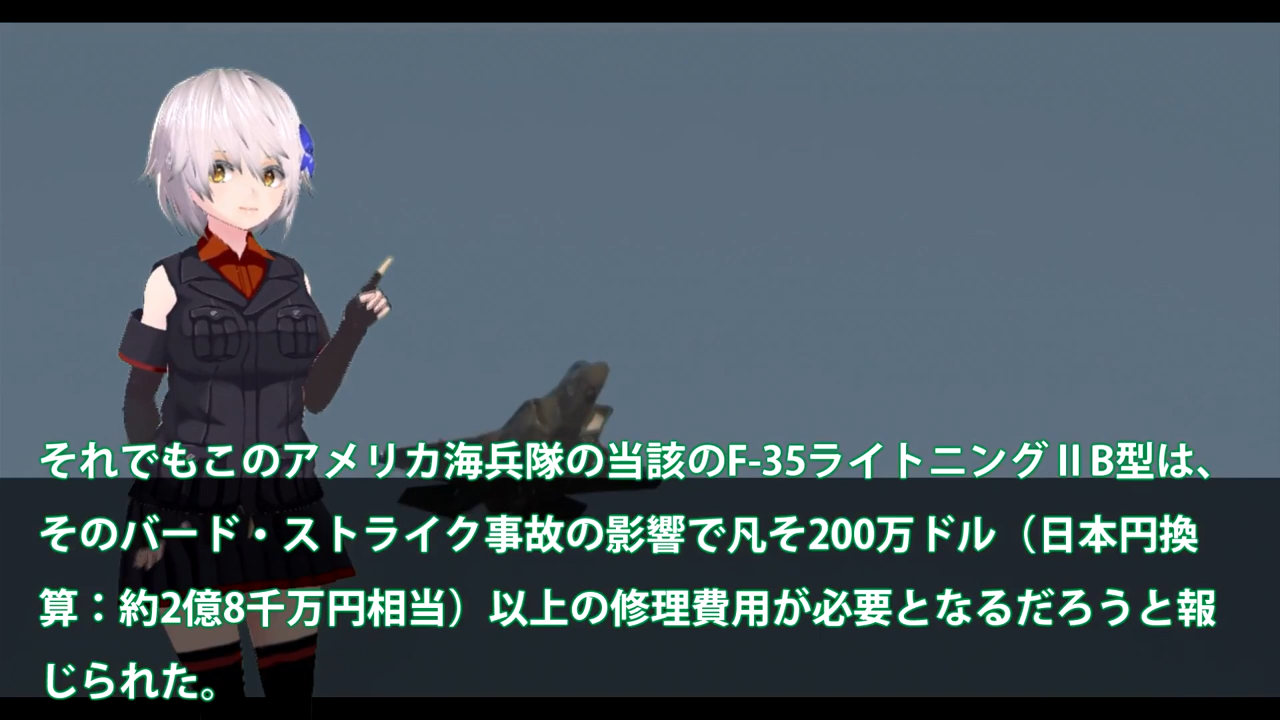 それでもこのアメリカ海兵隊の当該のF-35ライトニングⅡB型は、
そのバード・ストライク事故の影響で凡そ200万ドル（日本円換
算：約2億8千万円相当）以上の修理費用が必要となるだろうと報
じられた。